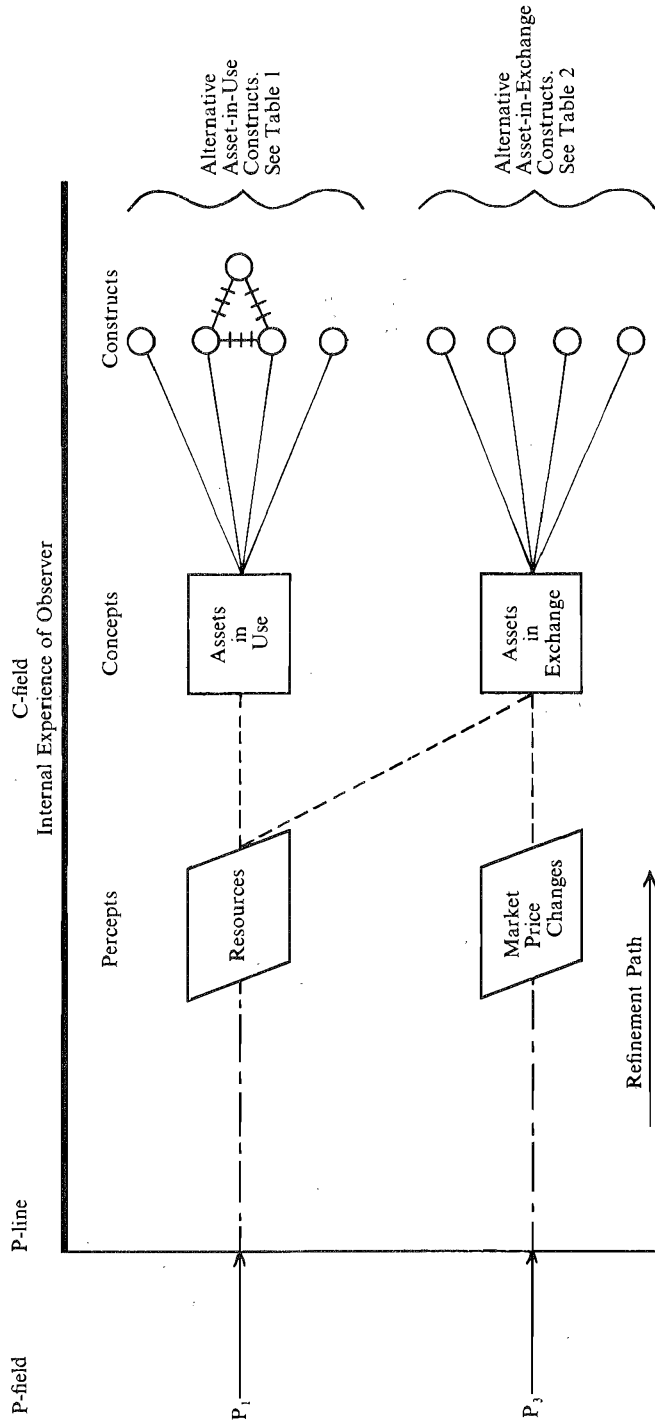 P-field
P-line
C-field
Internal Experience of Observer
Percepts
Concepts
Constructs
P1
Resources
Assets
in
Use
Alternative
Asset-in-Use
Constructs.
See Table 1
P3
Market
Price
Changes
Assets
in
Exchange
Alternative
Asset-in-Exchange
Constructs.
See Table 2
Refinement Path